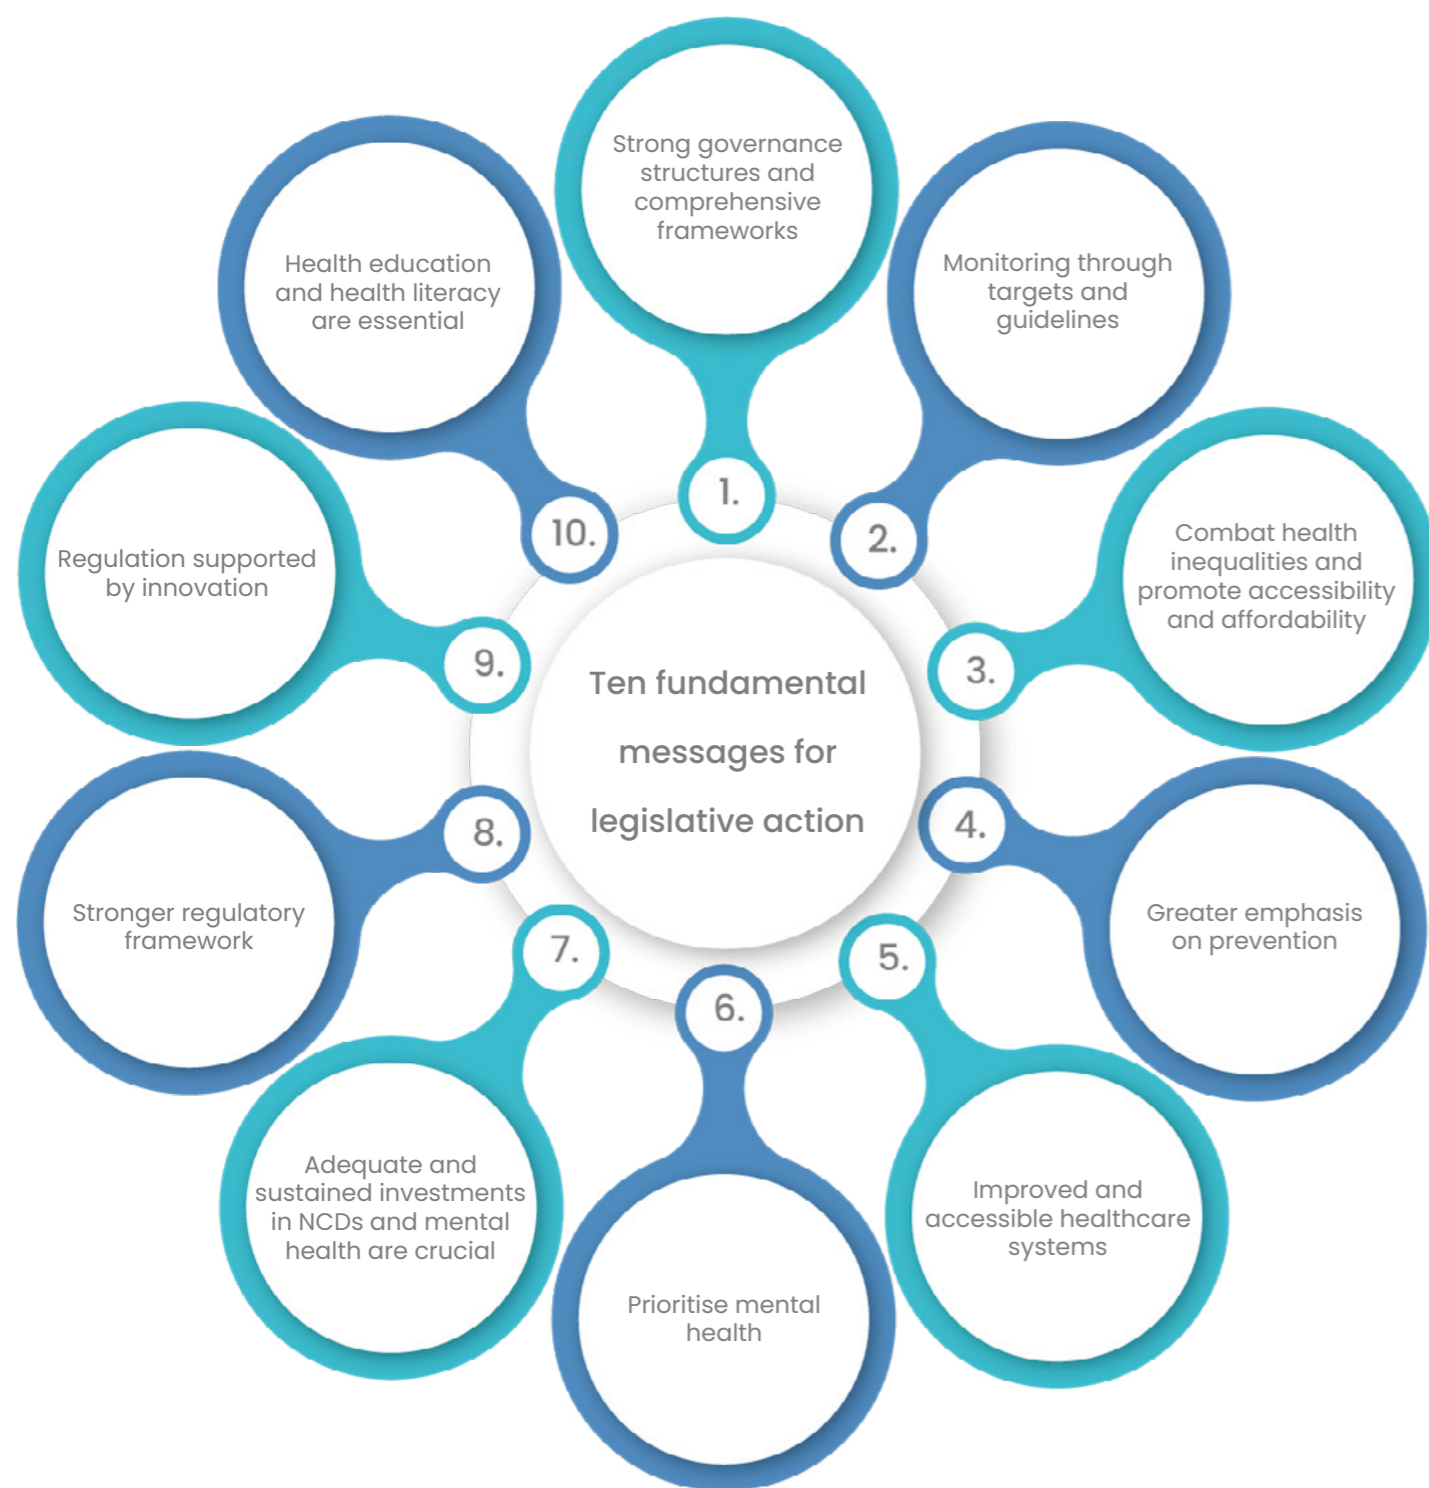 Ten fundamental
messages for
legislative action
1.
Strong governance
structures and
comprehensive
frameworks
2.
Monitoring through
targets and
guidelines
3.
Combat health
inequalities and
promote accessibility
and affordability
4.
Greater emphasis
on prevention
5.
Improved and
accessible healthcare
systems
6.
Prioritise mental
health
7.
Adequate and
sustained investments
in NCDs and mental
health are crucial
8.
Stronger regulatory
framework
9.
Regulation supported
by innovation
10.
Health education
and health literacy
are essential